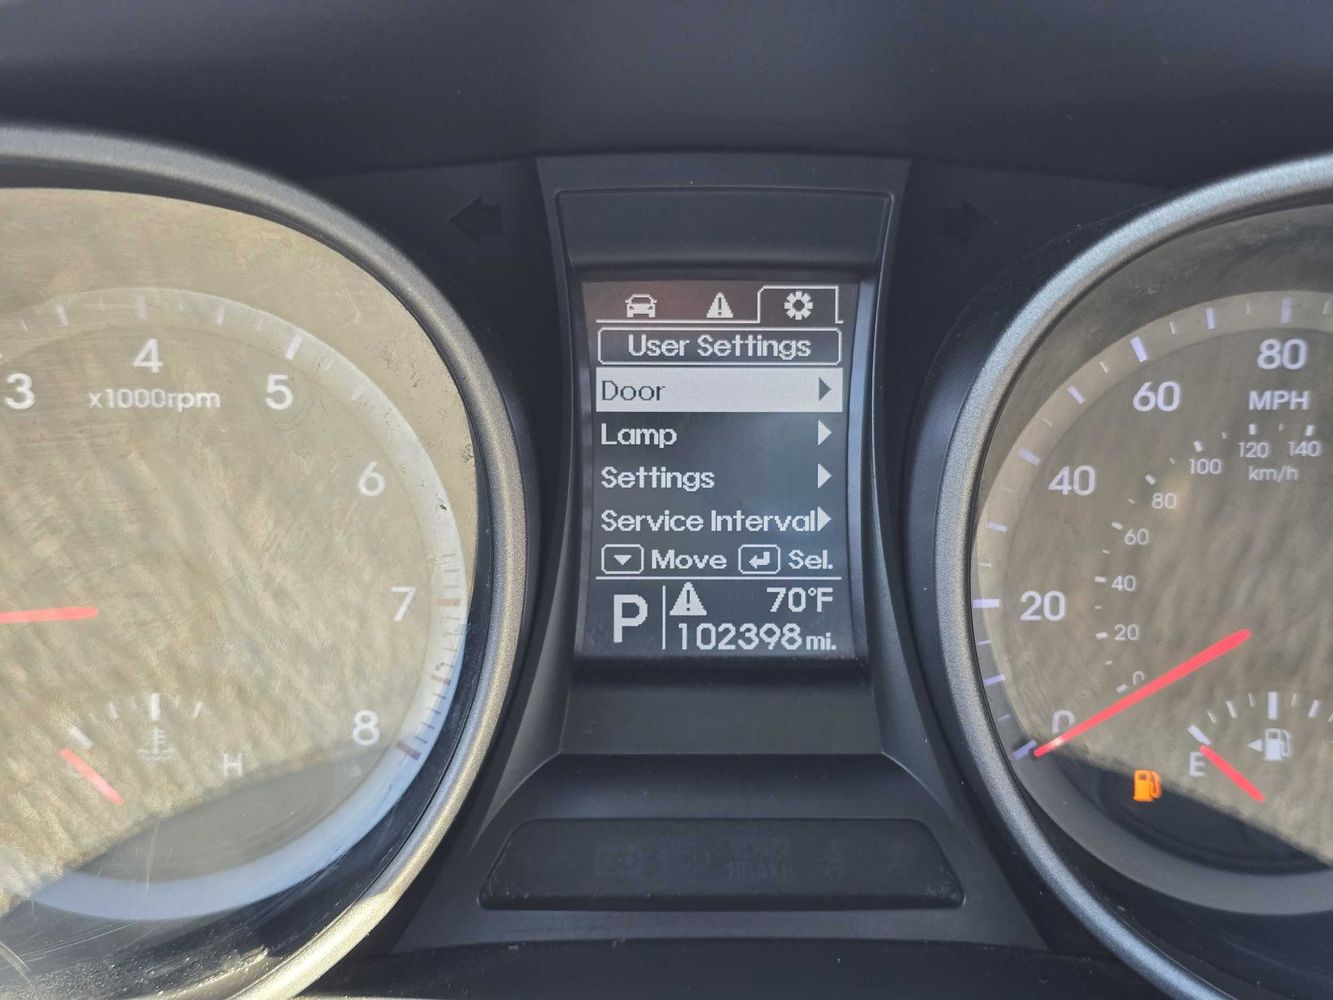 3
4
x1000rpm
5
6
7
8
H
User Settings
Door
Lamp
Settings
Service Interval
Move Sel.
P 70°F
102398 mi.
80
60
MPH
40
120 140
100
km/h
80
60
40
20
20
0
0
E